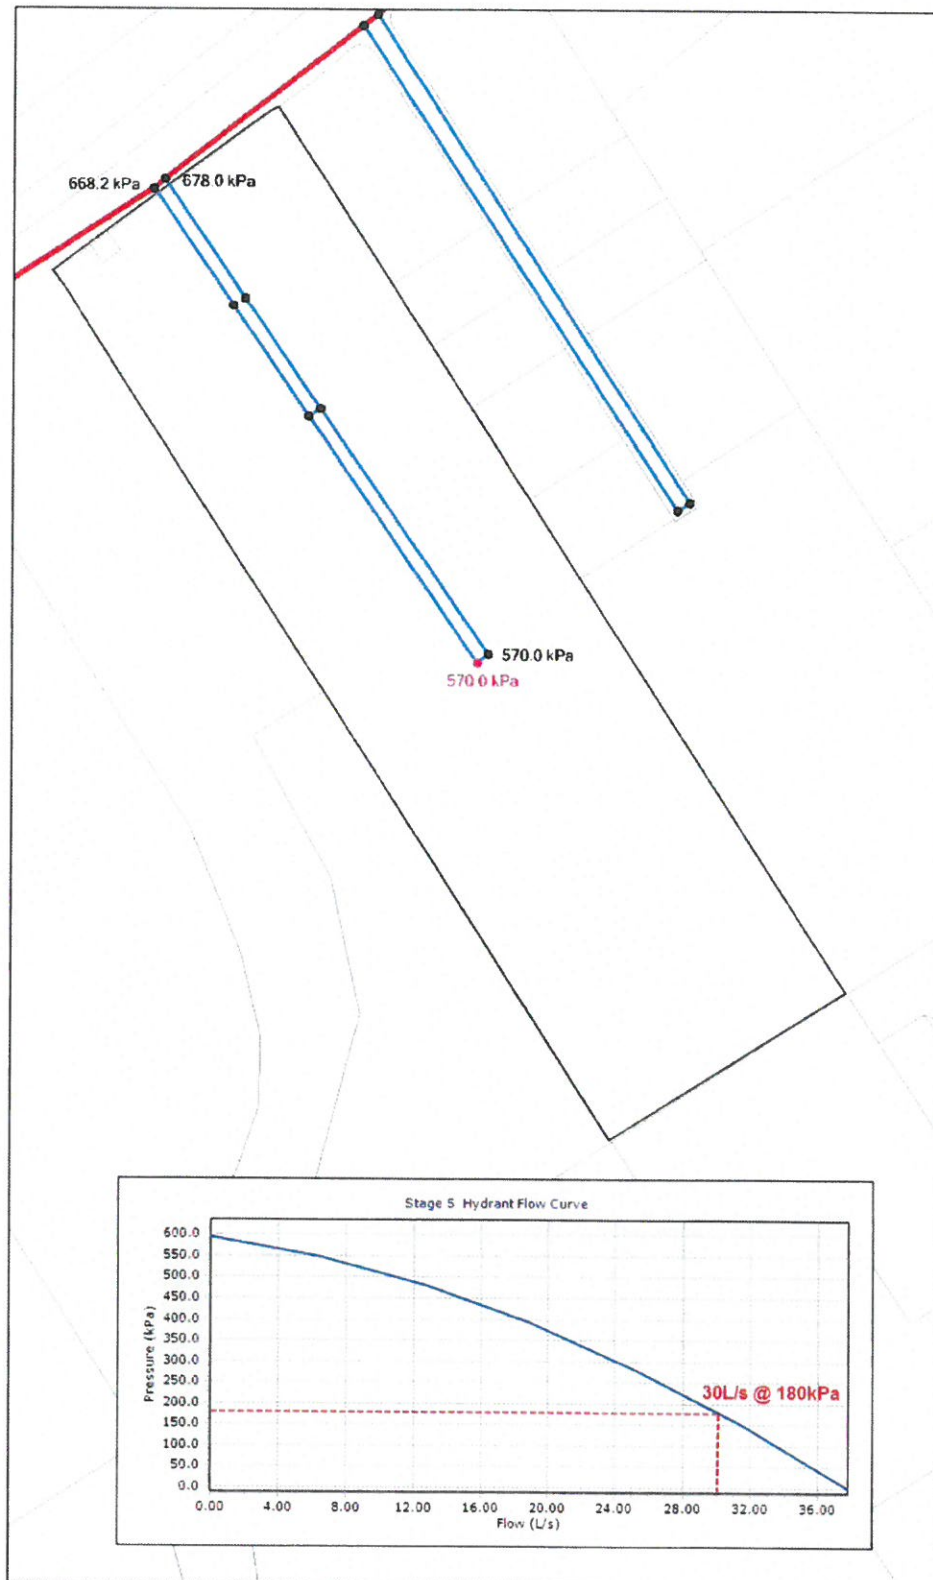 668.2 kPa
678.0 kPa
570.0 kPa
570.0 kPa
Stage 5 Hydrant Flow Curve
Pressure (kPa)
600.0
550.0
500.0
450.0
400.0
350.0
300.0
250.0
200.0
150.0
100.0
50.0
0.0
30L/s @ 180kPa
0.00 4.00 8.00 12.00 16.00 20.00 24.00 28.00 32.00 36.00
Flow (L/s)